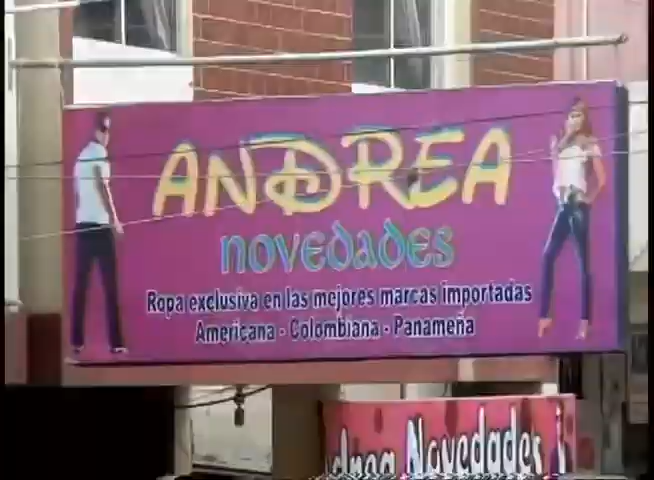 ANDREA
NOVEDADES
Ropa exclusiva en las mejores marcas importadas
Americana - Colombiana - Panameña
Novedades